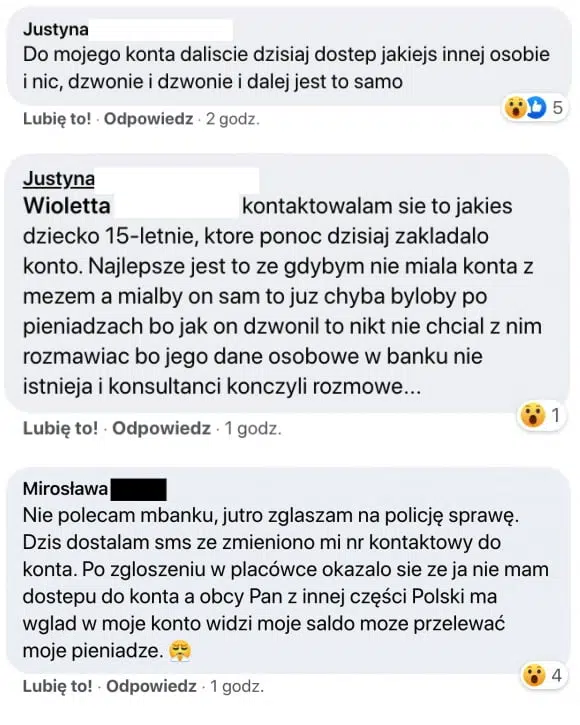 Justyna
Do mojego konta daliscie dzisiaj dostep jakiejs innej osobie
i nic, dzwonie i dzwonie i dalej jest to samo
5
Lubię to! · Odpowiedz · 2 godz.
Justyna
Wioletta kontaktowalam sie to jakies
dziecko 15-letnie, ktore ponoc dzisiaj zakladalo
konto. Najlepsze jest to ze gdybym nie miala konta z
mezem a mialby on sam to juz chyba byloby po
pieniadzach bo jak on dzwonil to nikt nie chcial z nim
rozmawiac bo jego dane osobowe w banku nie
istnieja i konsultanci konczyli rozmowe...
1
Lubię to! · Odpowiedz · 1 godz.
Mirosława
Nie polecam mbanku, jutro zglaszam na policję sprawę.
Dzis dostalam sms ze zmieniono mi nr kontaktowy do
konta. Po zgloszeniu w placówce okazalo sie ze ja nie mam
dostepu do konta a obcy Pan z innej części Polski ma
wglad w moje konto widzi moje saldo moze przelewać
moje pieniadze. 😤
4
Lubię to! · Odpowiedz · 1 godz.